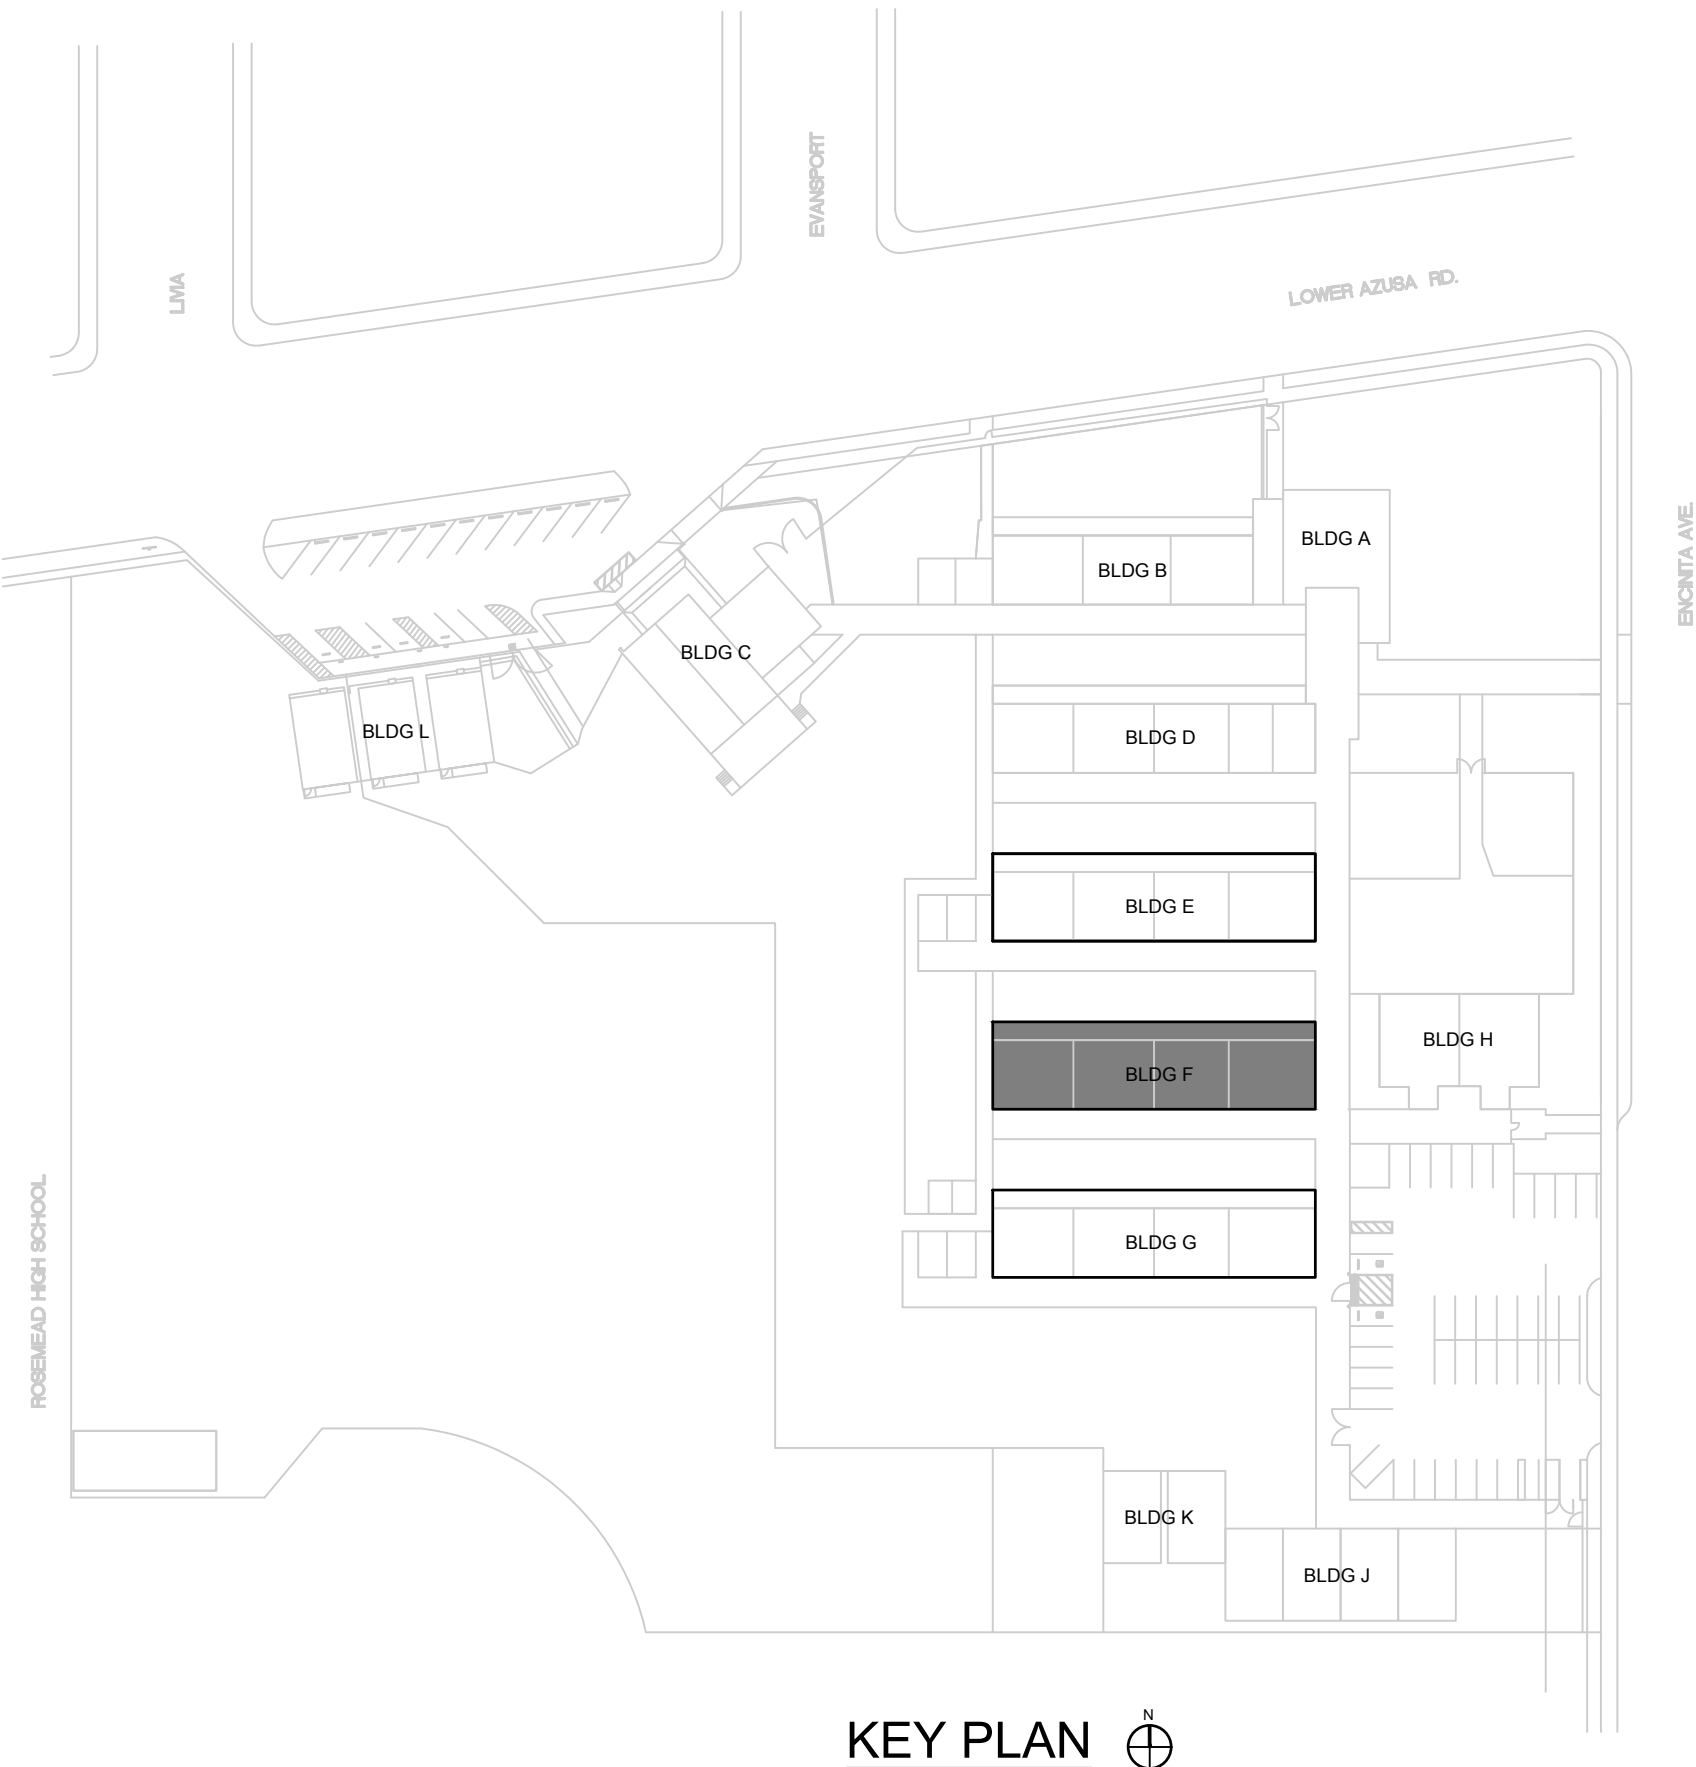 EVANSPORT
LIVIA
LOWER AZUSA RD.
ENCINITA AVE.
BLDG A
BLDG B
BLDG C
BLDG L
BLDG D
BLDG E
BLDG H
BLDG F
BLDG G
ROSEMEAD HIGH SCHOOL
BLDG K
BLDG J
KEY PLAN
N